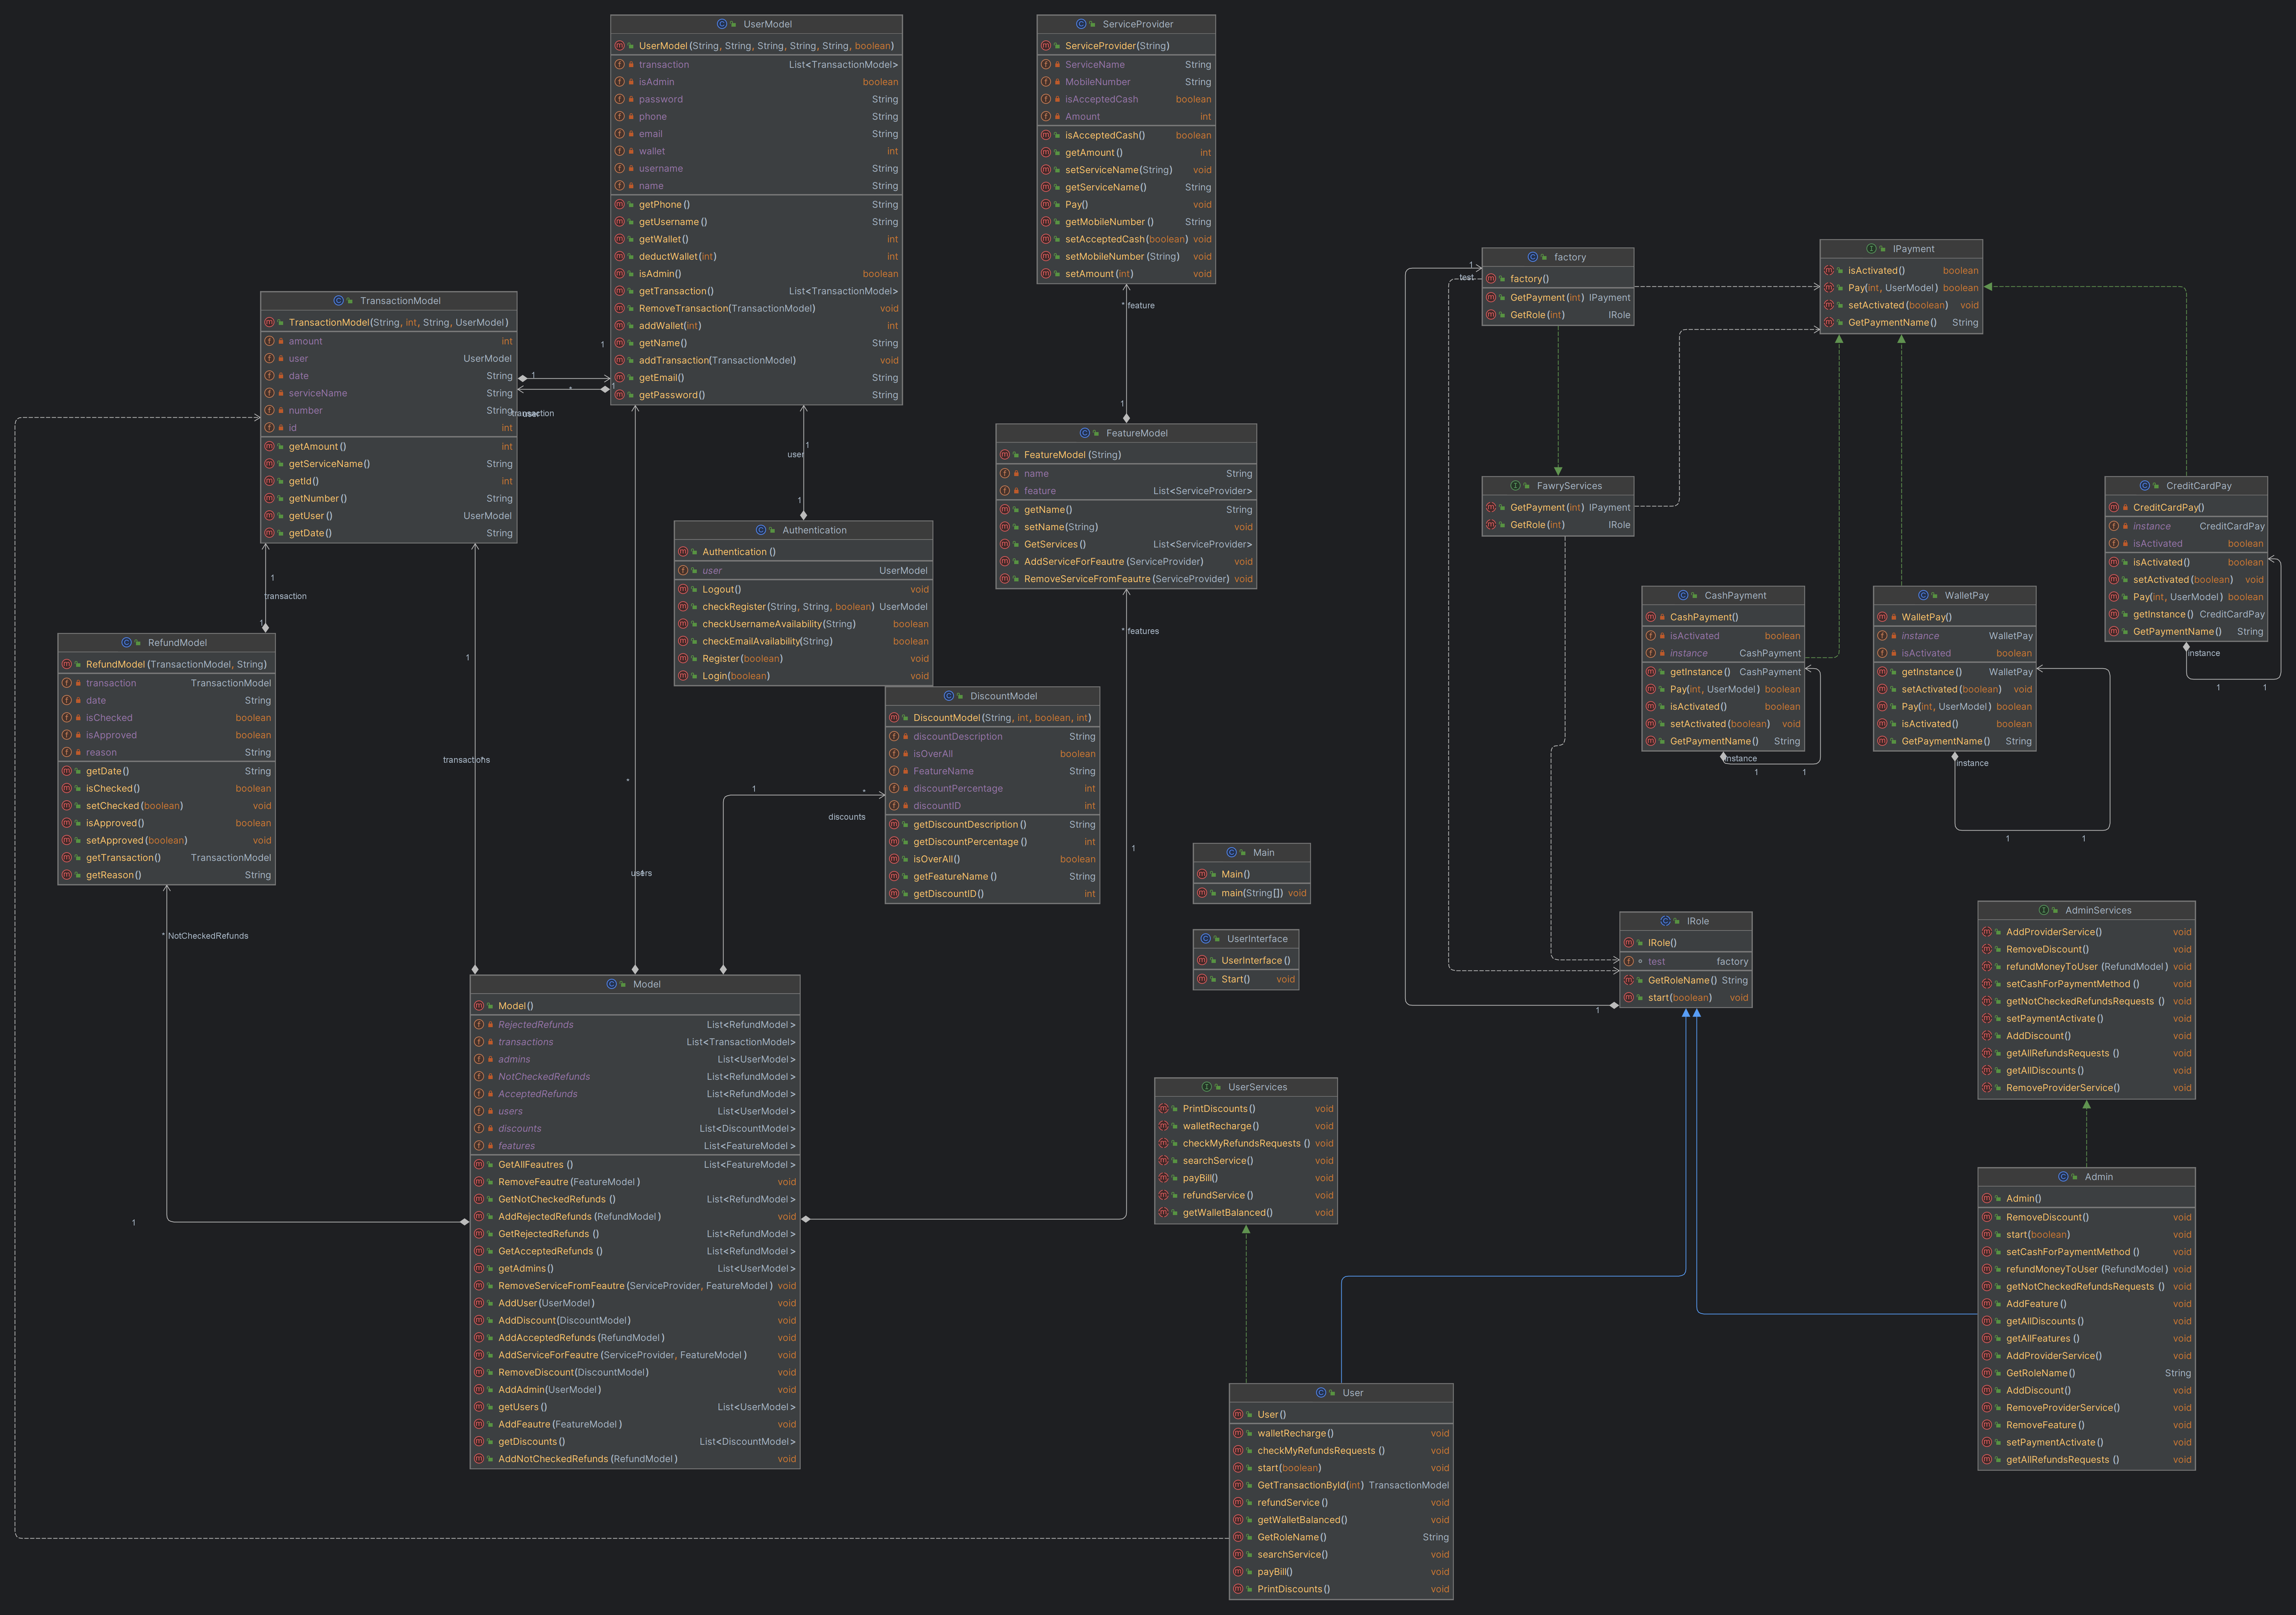 UserModel
UserModel(String, String, String, String, String, boolean)
transaction List<TransactionModel>
isAdmin boolean
password String
phone String
email String
wallet int
username String
name String
getPhone() String
getUsername() String
getWallet() int
deductWallet(int) int
isAdmin() boolean
getTransaction() List<TransactionModel>
RemoveTransaction(TransactionModel) void
addWallet(int) int
getName() String
addTransaction(TransactionModel) void
getEmail() String
getPassword() String
ServiceProvider
ServiceProvider(String)
ServiceName String
MobileNumber String
isAcceptedCash boolean
Amount int
isAcceptedCash() boolean
getAmount() int
setServiceName(String) void
getServiceName() String
Pay() void
getMobileNumber() String
setAcceptedCash(boolean) void
setMobileNumber(String) void
setAmount(int) void
* feature
1
factory
factory()
GetPayment(int) IPayment
GetRole(int) IRole
1
test
IPayment
isActivated() boolean
Pay(int, UserModel) boolean
setActivated(boolean) void
GetPaymentName() String
TransactionModel
TransactionModel(String, int, String, UserModel)
amount int
user UserModel
date String
serviceName String
number String
id int
getAmount() int
getServiceName() String
getId() int
getNumber() String
getUser() UserModel
getDate() String
1
1
*
1
transaction
user
FeatureModel
FeatureModel(String)
name String
feature List<ServiceProvider>
getName() String
setName(String) void
GetServices() List<ServiceProvider>
AddServiceForFeautre(ServiceProvider) void
RemoveServiceFromFeautre(ServiceProvider) void
* features
1
1
user
1
Authentication
Authentication()
user UserModel
Logout() void
checkRegister(String, String, boolean) UserModel
checkUsernameAvailability(String) boolean
checkEmailAvailability(String) boolean
Register(boolean) void
Login(boolean) void
FawryServices
GetPayment(int) IPayment
GetRole(int) IRole
CreditCardPay
CreditCardPay()
instance CreditCardPay
isActivated boolean
isActivated() boolean
setActivated(boolean) void
Pay(int, UserModel) boolean
getInstance() CreditCardPay
GetPaymentName() String
instance
1 1
CashPayment
CashPayment()
isActivated boolean
instance CashPayment
getInstance() CashPayment
Pay(int, UserModel) boolean
isActivated() boolean
setActivated(boolean) void
GetPaymentName() String
instance
1 1
WalletPay
WalletPay()
instance WalletPay
isActivated boolean
getInstance() WalletPay
setActivated(boolean) void
Pay(int, UserModel) boolean
isActivated() boolean
GetPaymentName() String
instance
1 1
1
transaction
1
RefundModel
RefundModel(TransactionModel, String)
transaction TransactionModel
date String
isChecked boolean
isApproved boolean
reason String
getDate() String
isChecked() boolean
setChecked(boolean) void
isApproved() boolean
setApproved(boolean) void
getTransaction() TransactionModel
getReason() String
* NotCheckedRefunds
1
1
transactions
*
users
DiscountModel
DiscountModel(String, int, boolean, int)
discountDescription String
isOverAll boolean
FeatureName String
discountPercentage int
discountID int
getDiscountDescription() String
getDiscountPercentage() int
isOverAll() boolean
getFeatureName() String
getDiscountID() int
1 *
discounts
Main
Main()
main(String[]) void
UserInterface
UserInterface()
Start() void
IRole
IRole()
test factory
GetRoleName() String
start(boolean) void
1
AdminServices
AddProviderService() void
RemoveDiscount() void
refundMoneyToUser(RefundModel) void
setCashForPaymentMethod() void
getNotCheckedRefundsRequests() void
setPaymentActivate() void
AddDiscount() void
getAllRefundsRequests() void
getAllDiscounts() void
RemoveProviderService() void
Model
Model()
RejectedRefunds List<RefundModel>
transactions List<TransactionModel>
admins List<UserModel>
NotCheckedRefunds List<RefundModel>
AcceptedRefunds List<RefundModel>
users List<UserModel>
discounts List<DiscountModel>
features List<FeatureModel>
GetAllFeautres() List<FeatureModel>
RemoveFeautre(FeatureModel) void
GetNotCheckedRefunds() List<RefundModel>
AddRejectedRefunds(RefundModel) void
GetRejectedRefunds() List<RefundModel>
GetAcceptedRefunds() List<RefundModel>
getAdmins() List<UserModel>
RemoveServiceFromFeautre(ServiceProvider, FeatureModel) void
AddUser(UserModel) void
AddDiscount(DiscountModel) void
AddAcceptedRefunds(RefundModel) void
AddServiceForFeautre(ServiceProvider, FeatureModel) void
RemoveDiscount(DiscountModel) void
AddAdmin(UserModel) void
getUsers() List<UserModel>
AddFeautre(FeatureModel) void
getDiscounts() List<DiscountModel>
AddNotCheckedRefunds(RefundModel) void
UserServices
PrintDiscounts() void
walletRecharge() void
checkMyRefundsRequests() void
searchService() void
payBill() void
refundService() void
getWalletBalanced() void
Admin
Admin()
RemoveDiscount() void
start(boolean) void
setCashForPaymentMethod() void
refundMoneyToUser(RefundModel) void
getNotCheckedRefundsRequests() void
AddFeature() void
getAllDiscounts() void
getAllFeatures() void
AddProviderService() void
GetRoleName() String
AddDiscount() void
RemoveProviderService() void
RemoveFeature() void
setPaymentActivate() void
getAllRefundsRequests() void
User
User()
walletRecharge() void
checkMyRefundsRequests() void
start(boolean) void
GetTransactionById(int) TransactionModel
refundService() void
getWalletBalanced() void
GetRoleName() String
searchService() void
payBill() void
PrintDiscounts() void